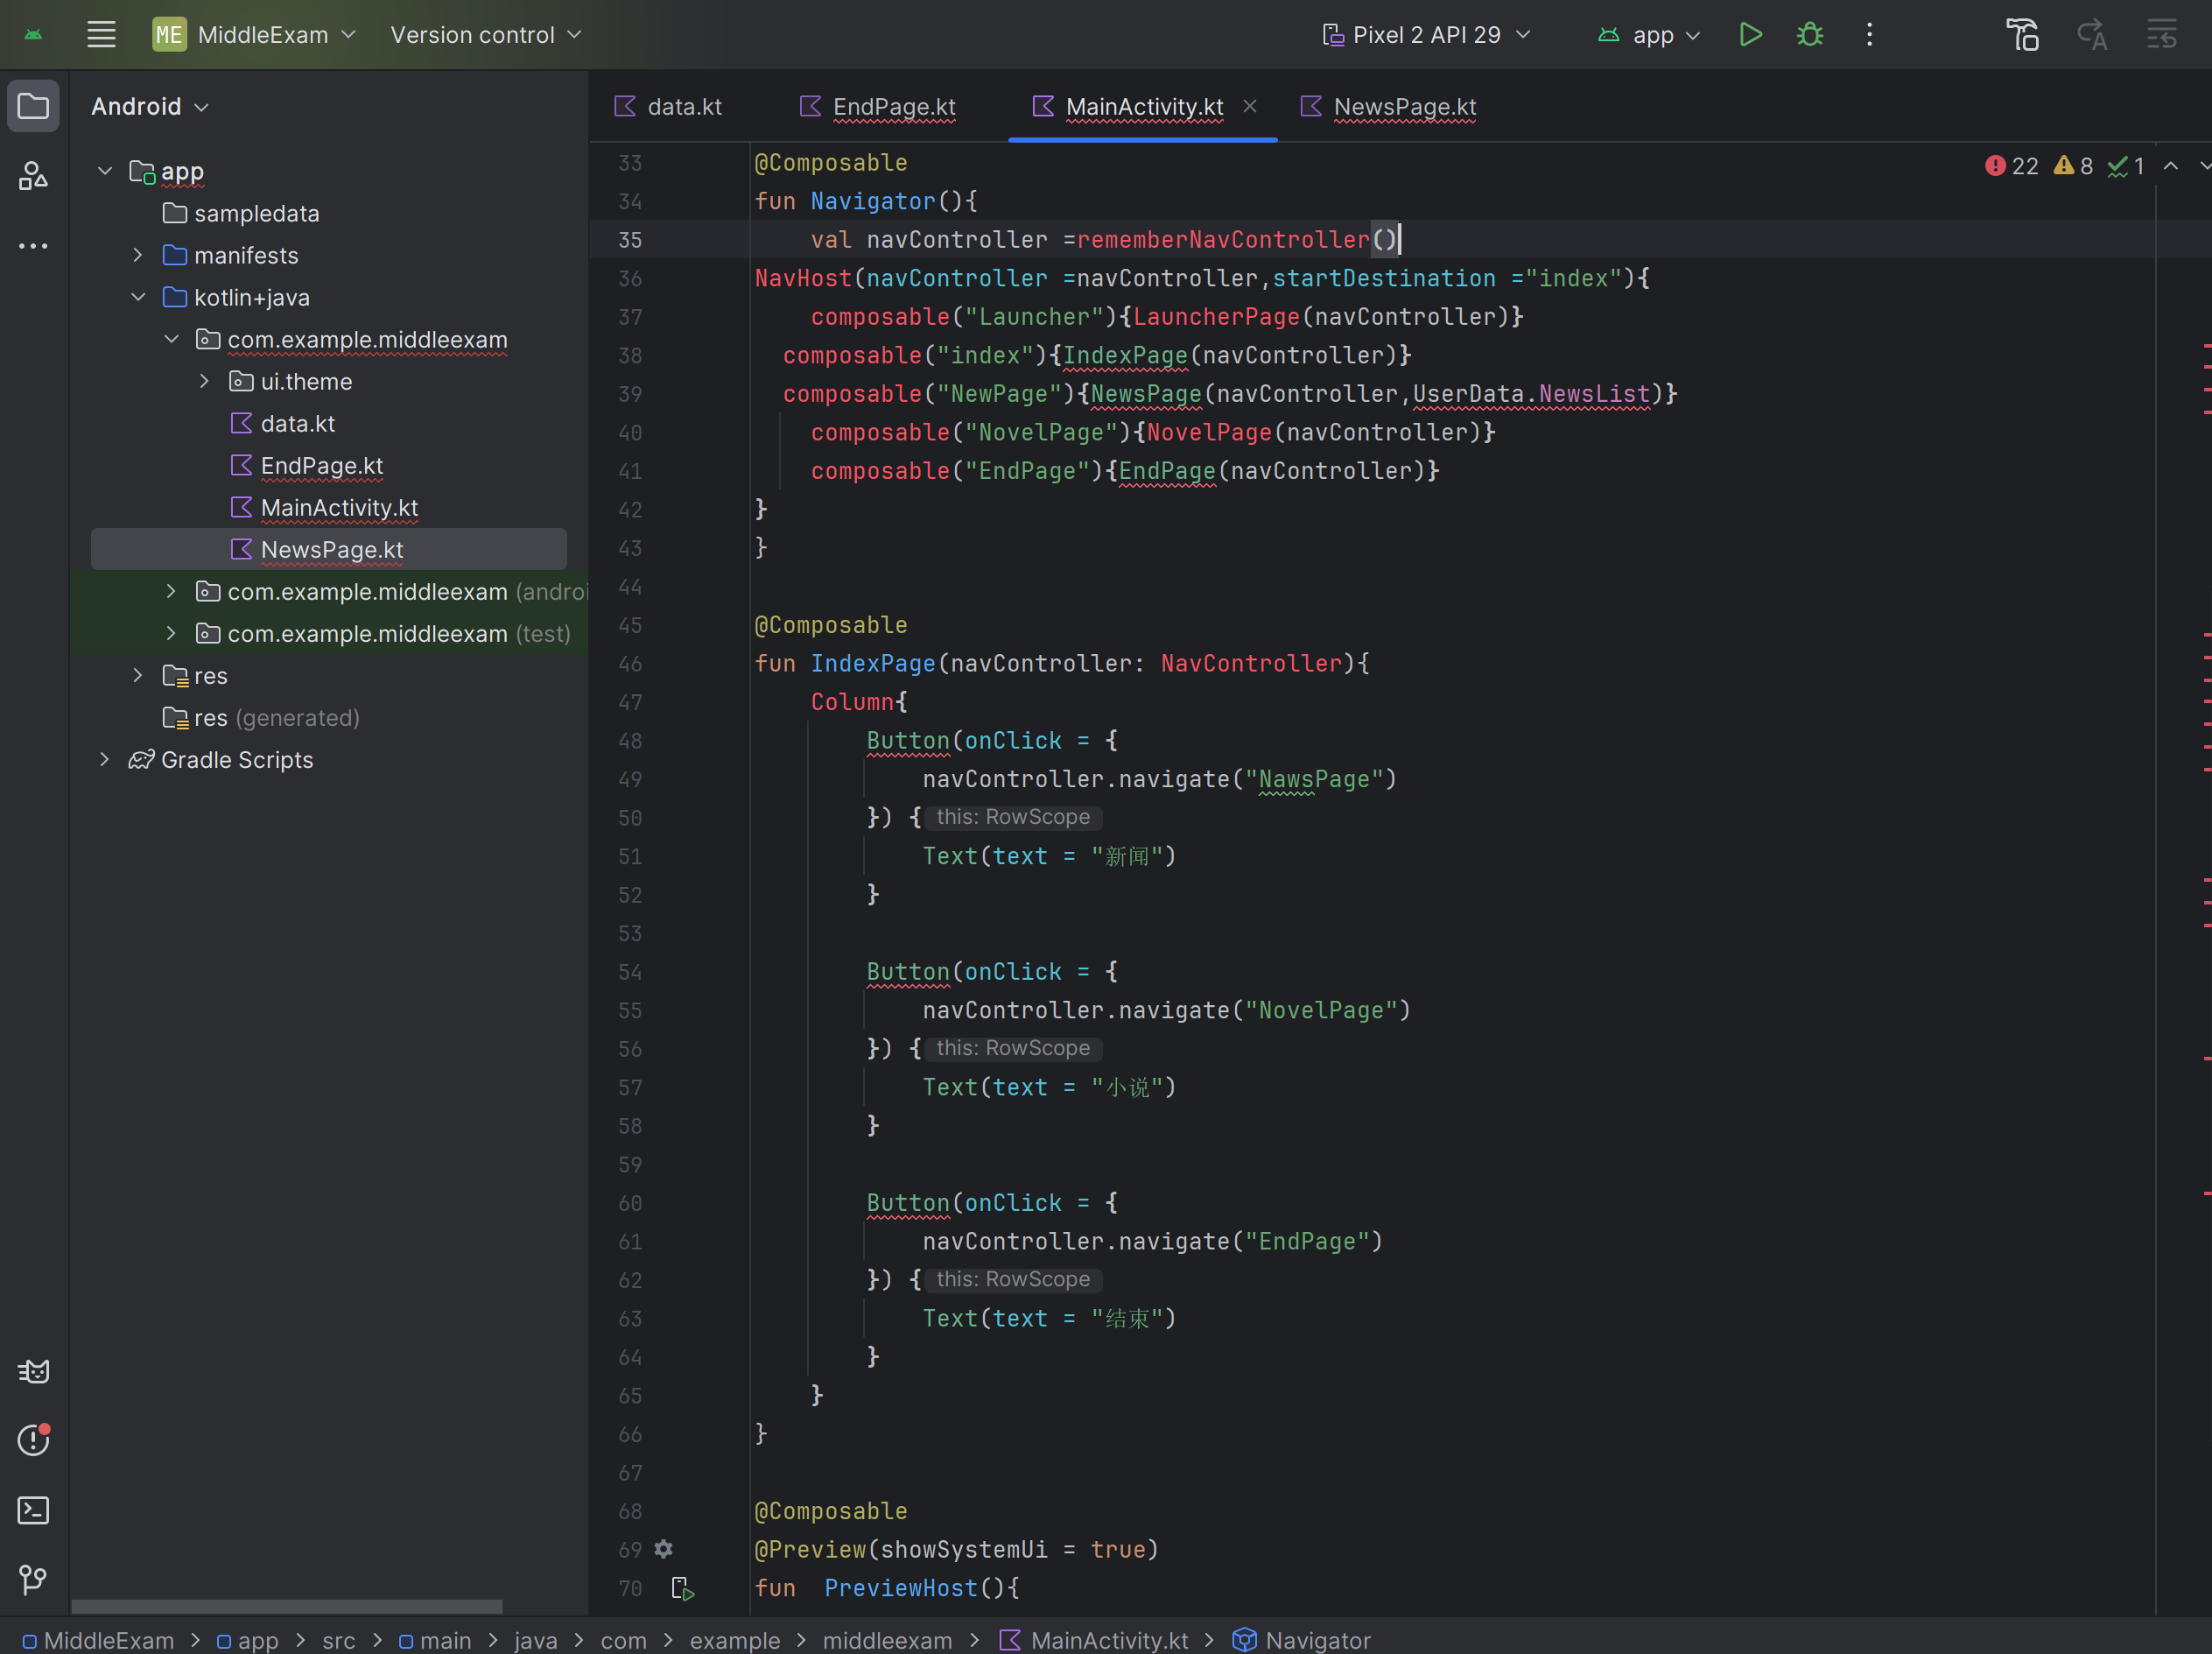 ME MiddleExam Version control Pixel 2 API 29 app
Android
app
sampledata
manifests
kotlin+java
com.example.middleexam
ui.theme
data.kt
EndPage.kt
MainActivity.kt
NewsPage.kt
com.example.middleexam (androi
com.example.middleexam (test)
res
res (generated)
Gradle Scripts
data.kt EndPage.kt MainActivity.kt NewsPage.kt
22 8 1
33 @Composable
34 fun Navigator(){
35 val navController =rememberNavController()
36 NavHost(navController =navController,startDestination ="index"){
37 composable("Launcher"){LauncherPage(navController)}
38 composable("index"){IndexPage(navController)}
39 composable("NewPage"){NewsPage(navController,UserData.NewsList)}
40 composable("NovelPage"){NovelPage(navController)}
41 composable("EndPage"){EndPage(navController)}
42 }
43 }
44
45 @Composable
46 fun IndexPage(navController: NavController){
47 Column{
48 Button(onClick = {
49 navController.navigate("NawsPage")
50 }) { this: RowScope
51 Text(text = "新闻")
52 }
53
54 Button(onClick = {
55 navController.navigate("NovelPage")
56 }) { this: RowScope
57 Text(text = "小说")
58 }
59
60 Button(onClick = {
61 navController.navigate("EndPage")
62 }) { this: RowScope
63 Text(text = "结束")
64 }
65 }
66 }
67
68 @Composable
69 @Preview(showSystemUi = true)
70 fun PreviewHost(){
MiddleExam > app > src > main > java > com > example > middleexam > MainActivity.kt > Navigator